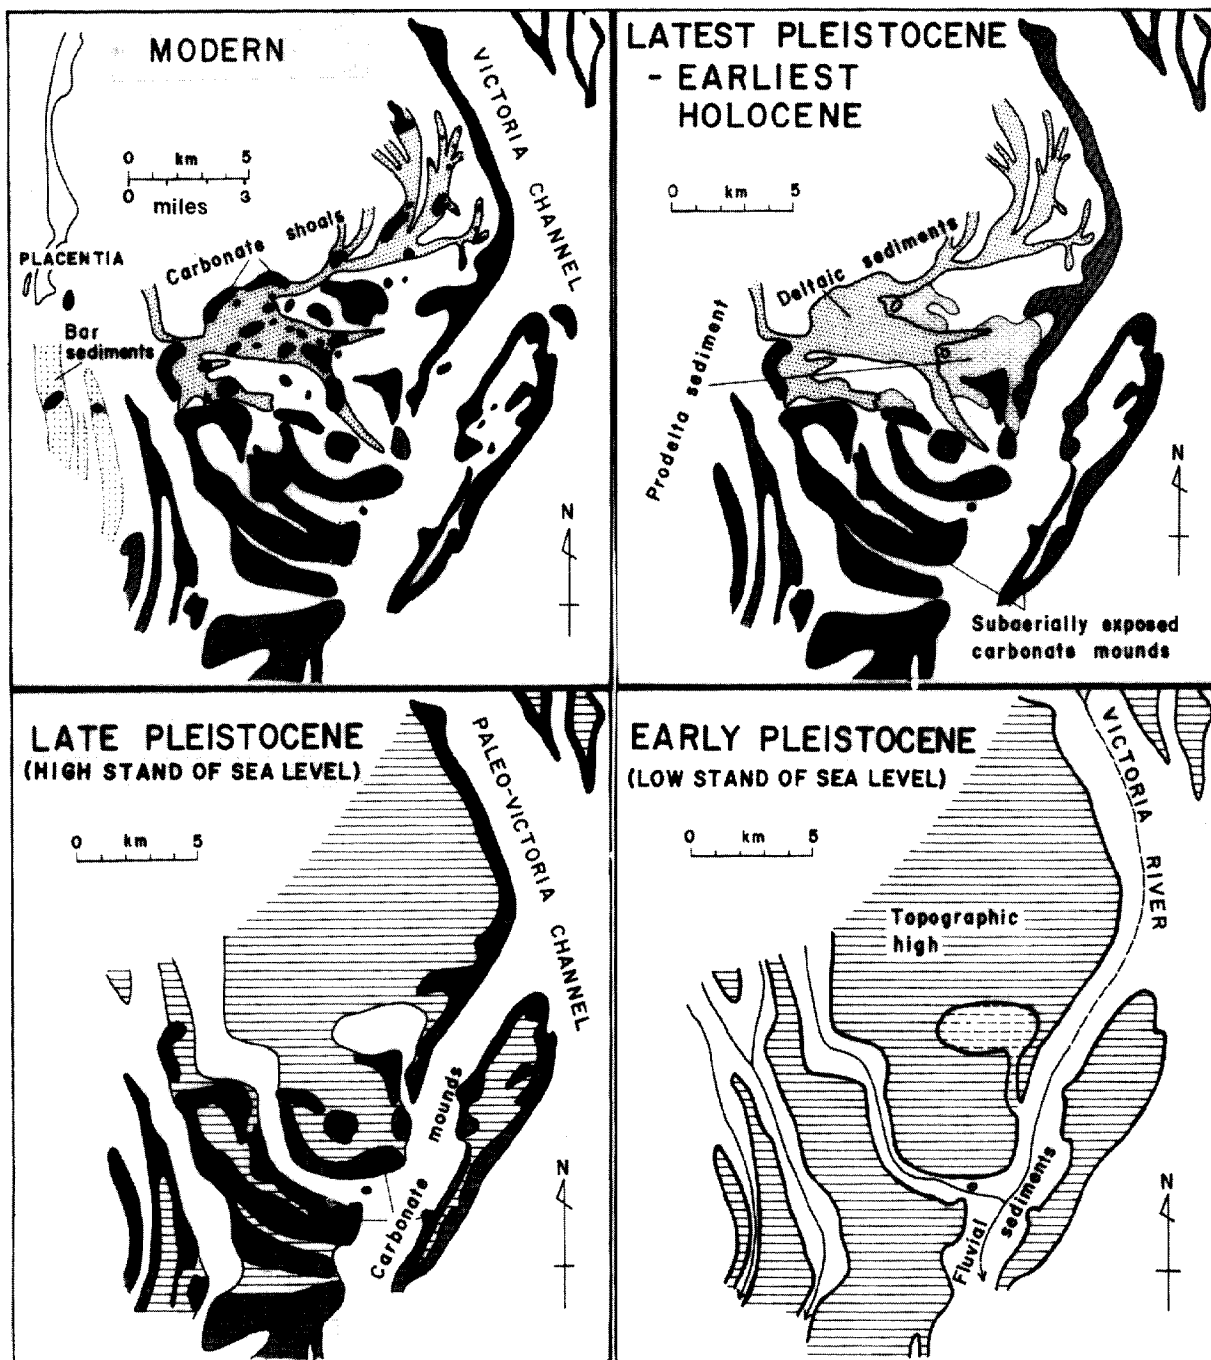 MODERN
VICTORIA CHANNEL
0 km 5
0 miles 3
Carbonate shoals
PLACENTIA
Bar
sediments
N
LATEST PLEISTOCENE
- EARLIEST
HOLOCENE
0 km 5
Deltaic sediments
Prodelta sediment
N
Subaerially exposed
carbonate mounds
LATE PLEISTOCENE
(HIGH STAND OF SEA LEVEL)
PALEO-VICTORIA CHANNEL
0 km 5
Carbonate mounds
N
EARLY PLEISTOCENE
(LOW STAND OF SEA LEVEL)
VICTORIA RIVER
0 km 5
Topographic
high
Fluvial sediments
N